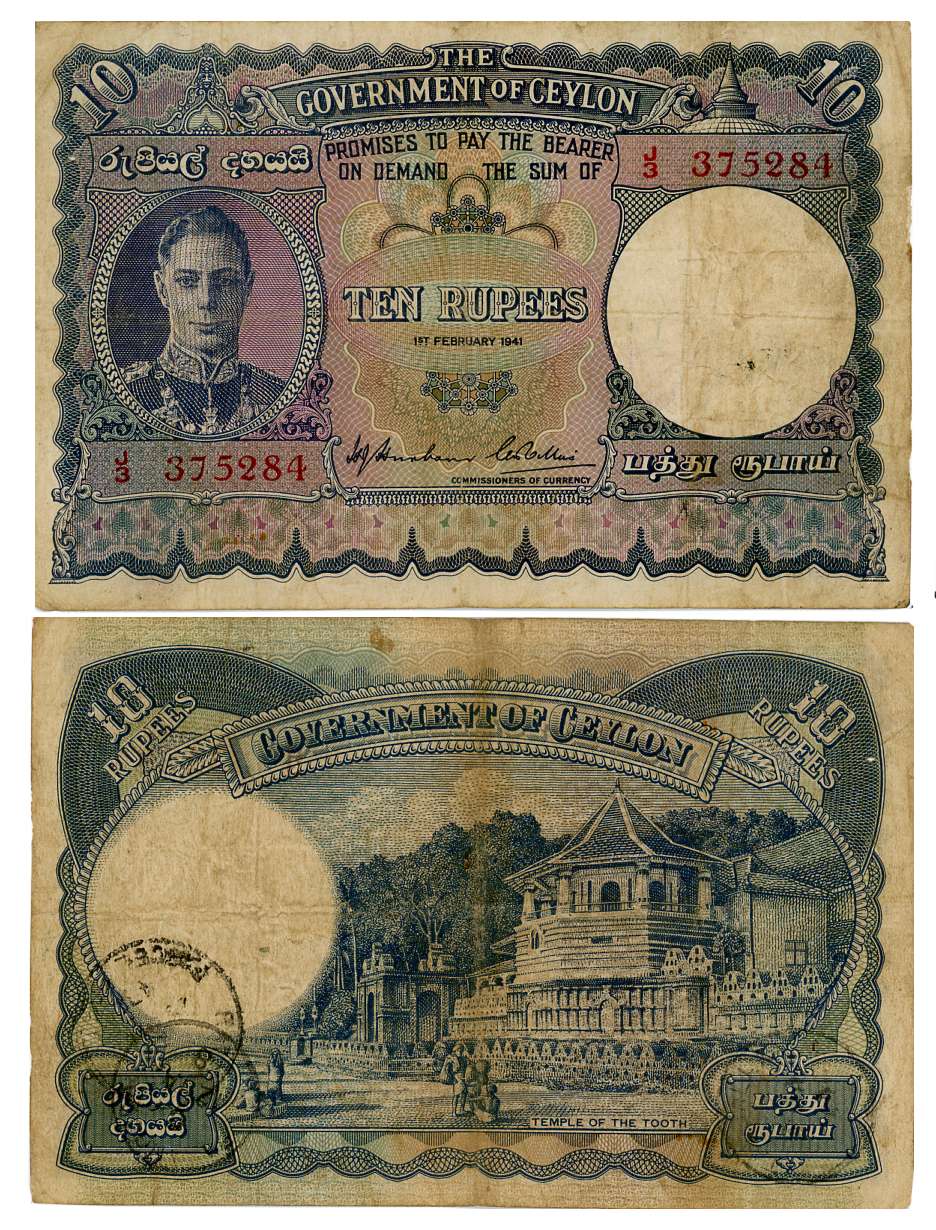 10
THE
GOVERNMENT OF CEYLON
10
රුපියල් දහයයි
PROMISES TO PAY THE BEARER
ON DEMAND THE SUM OF
J/3 375284
TEN RUPEES
1ST FEBRUARY 1941
J/3 375284
COMMISSIONERS OF CURRENCY
பத்து ரூபாய்
10
RUPEES
GOVERNMENT OF CEYLON
10
RUPEES
රුපියල්
දහයයි
TEMPLE OF THE TOOTH
பத்து
ரூபாய்